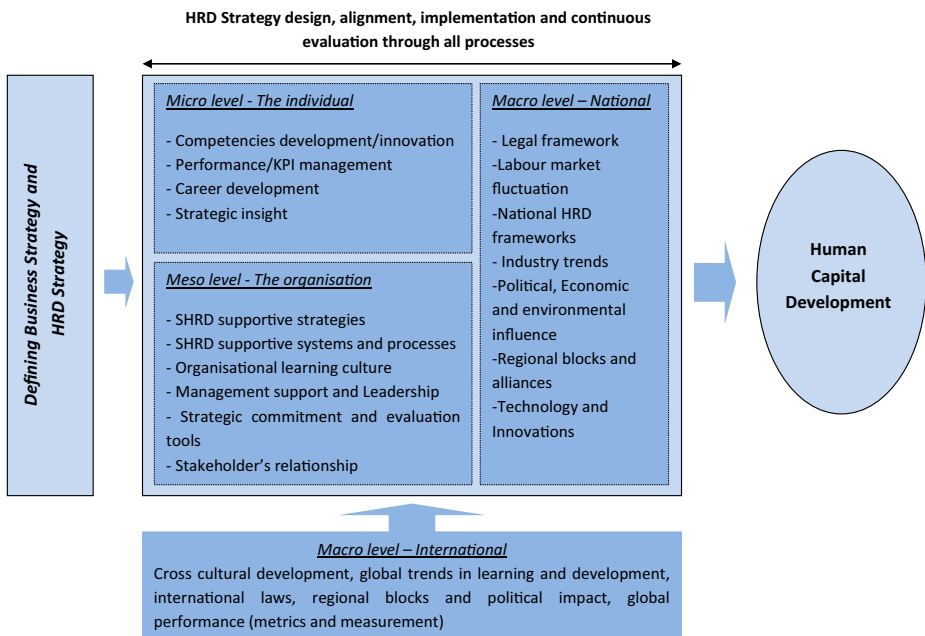 HRD Strategy design, alignment, implementation and continuous
evaluation through all processes
Defining Business Strategy and
HRD Strategy
Micro level - The individual
- Competencies development/innovation
- Performance/KPI management
- Career development
- Strategic insight
Meso level - The organisation
- SHRD supportive strategies
- SHRD supportive systems and processes
- Organisational learning culture
- Management support and Leadership
- Strategic commitment and evaluation
tools
- Stakeholder's relationship
Macro level – National
- Legal framework
-Labour market
fluctuation
-National HRD
frameworks
- Industry trends
-Political, Economic
and environmental
influence
-Regional blocks and
alliances
-Technology and
Innovations
Human
Capital
Development
Macro level – International
Cross cultural development, global trends in learning and development,
international laws, regional blocks and political impact, global
performance (metrics and measurement)